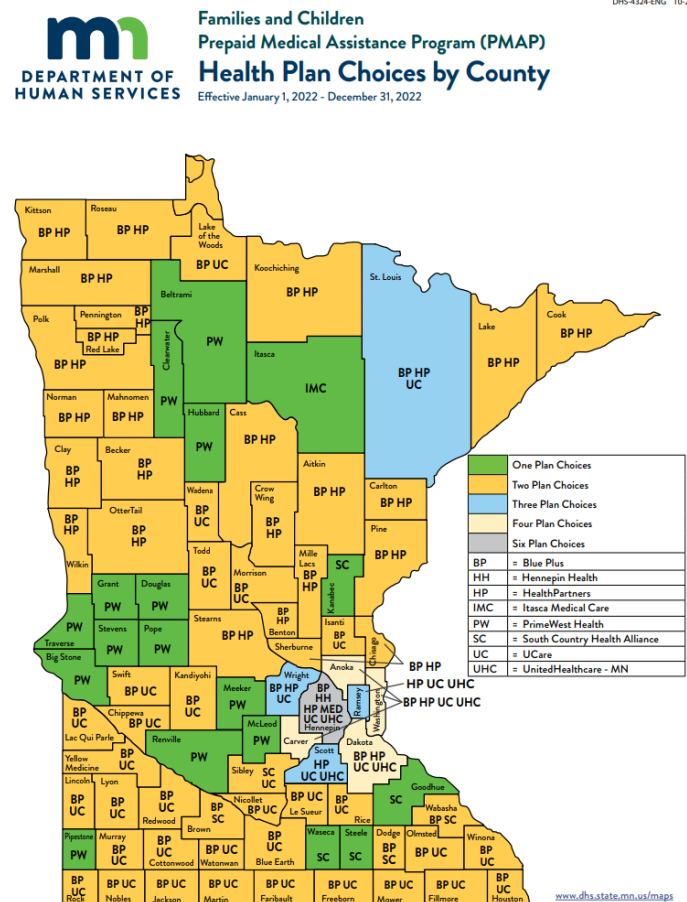 DHS-4324-ENG 10-2
mn
DEPARTMENT OF
HUMAN SERVICES
Families and Children
Prepaid Medical Assistance Program (PMAP)
Health Plan Choices by County
Effective January 1, 2022 - December 31, 2022
Kittson
BP HP
Roseau
BP HP
Lake
of the
Woods
BP UC
Koochiching
BP HP
St. Louis
BP HP
UC
Marshall
BP HP
Beltrami
PW
Polk
BP HP
Pennington
BP HP
BP
HP
Red Lake
Clearwater
PW
Itasca
IMC
Lake
BP HP
Cook
BP HP
Norman
BP HP
Mahnomen
BP HP
Hubbard
PW
Cass
BP HP
Clay
BP
HP
Becker
BP
HP
Aitkin
BP HP
Carlton
BP HP
Wadena
BP
UC
Crow
Wing
BP
HP
BP
HP
Wilkin
OtterTail
BP
HP
Pine
BP HP
Todd
BP
UC
Morrison
BP
UC
Mille
Lacs
BP
HP
SC
Kanabec
Grant
PW
Douglas
PW
PW
Traverse
Stevens
PW
Pope
PW
Stearns
BP HP
BP
HP
Benton
Isanti
BP
UC
Sherburne
Chisago
Anoka
BP HP
HP UC UHC
BP HP UC UHC
Big Stone
PW
Swift
BP UC
Kandiyohi
BP
UC
Meeker
PW
Wright
BP HP
UC
BP
HH
HP MED
UC UHC
Hennepin
Ramsey
Washington
BP
UC
Lac Qui Parle
Chippewa
BP UC
Renville
PW
McLeod
PW
Carver
Scott
HP
UC UHC
Dakota
BP HP
UC UHC
Yellow
Medicine
BP
UC
Sibley
SC
UC
Goodhue
SC
Lincoln
BP
UC
Lyon
BP
UC
BP
UC
Redwood
BP
SC
Brown
Nicollet
BP UC
BP UC
Le Sueur
BP
UC
Rice
Wabasha
BP SC
Pipestone
PW
Murray
BP
UC
BP
UC
Cottonwood
BP
UC
Watonwan
BP
UC
Blue Earth
Waseca
SC
Steele
SC
Dodge
BP
SC
Olmsted
BP
UC
Winona
BP
UC
BP
UC
Rock
BP UC
Nobles
BP UC
Jackson
BP UC
Martin
BP UC
Faribault
BP UC
Freeborn
BP UC
Mower
BP UC
Fillmore
BP
UC
Houston
One Plan Choices
Two Plan Choices
Three Plan Choices
Four Plan Choices
Six Plan Choices
BP = Blue Plus
HH = Hennepin Health
HP = HealthPartners
IMC = Itasca Medical Care
PW = PrimeWest Health
SC = South Country Health Alliance
UC = UCare
UHC = UnitedHealthcare - MN
www.dhs.state.mn.us/maps